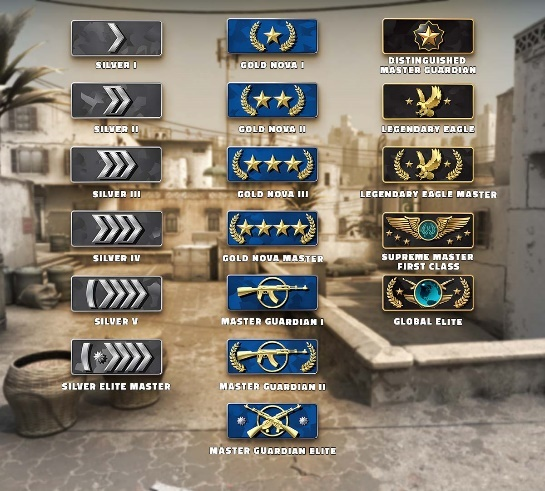 SILVER I
SILVER II
SILVER III
SILVER IV
SILVER V
SILVER ELITE MASTER
GOLD NOVA I
GOLD NOVA II
GOLD NOVA III
GOLD NOVA MASTER
MASTER GUARDIAN I
MASTER GUARDIAN II
MASTER GUARDIAN ELITE
DISTINGUISHED
MASTER GUARDIAN
LEGENDARY EAGLE
LEGENDARY EAGLE MASTER
SUPREME MASTER
FIRST CLASS
GLOBAL ELITE